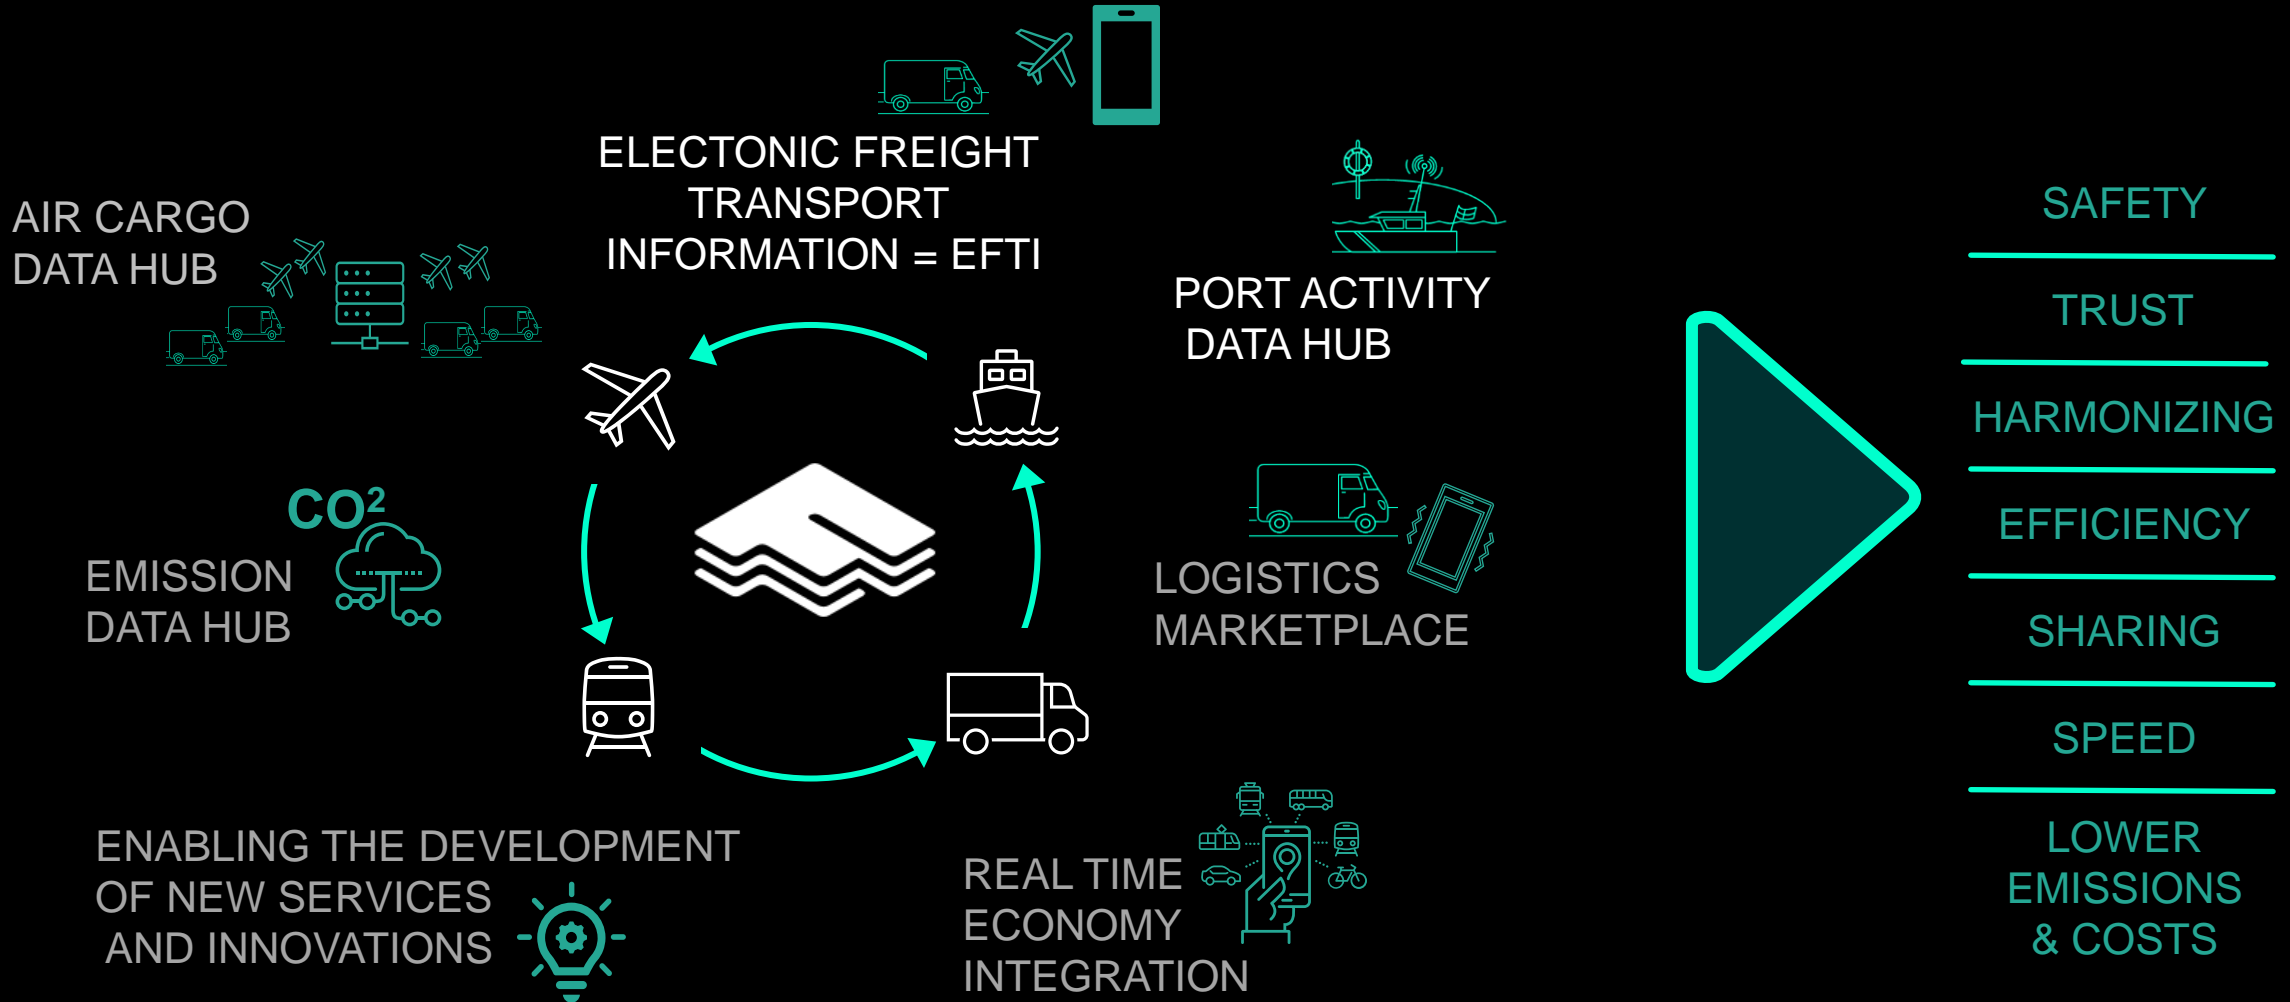 ELECTONIC FREIGHT
TRANSPORT
INFORMATION = EFTI
AIR CARGO
DATA HUB
PORT ACTIVITY
DATA HUB
CO²
EMISSION
DATA HUB
LOGISTICS
MARKETPLACE
ENABLING THE DEVELOPMENT
OF NEW SERVICES
AND INNOVATIONS
REAL TIME
ECONOMY
INTEGRATION
SAFETY
TRUST
HARMONIZING
EFFICIENCY
SHARING
SPEED
LOWER
EMISSIONS
& COSTS